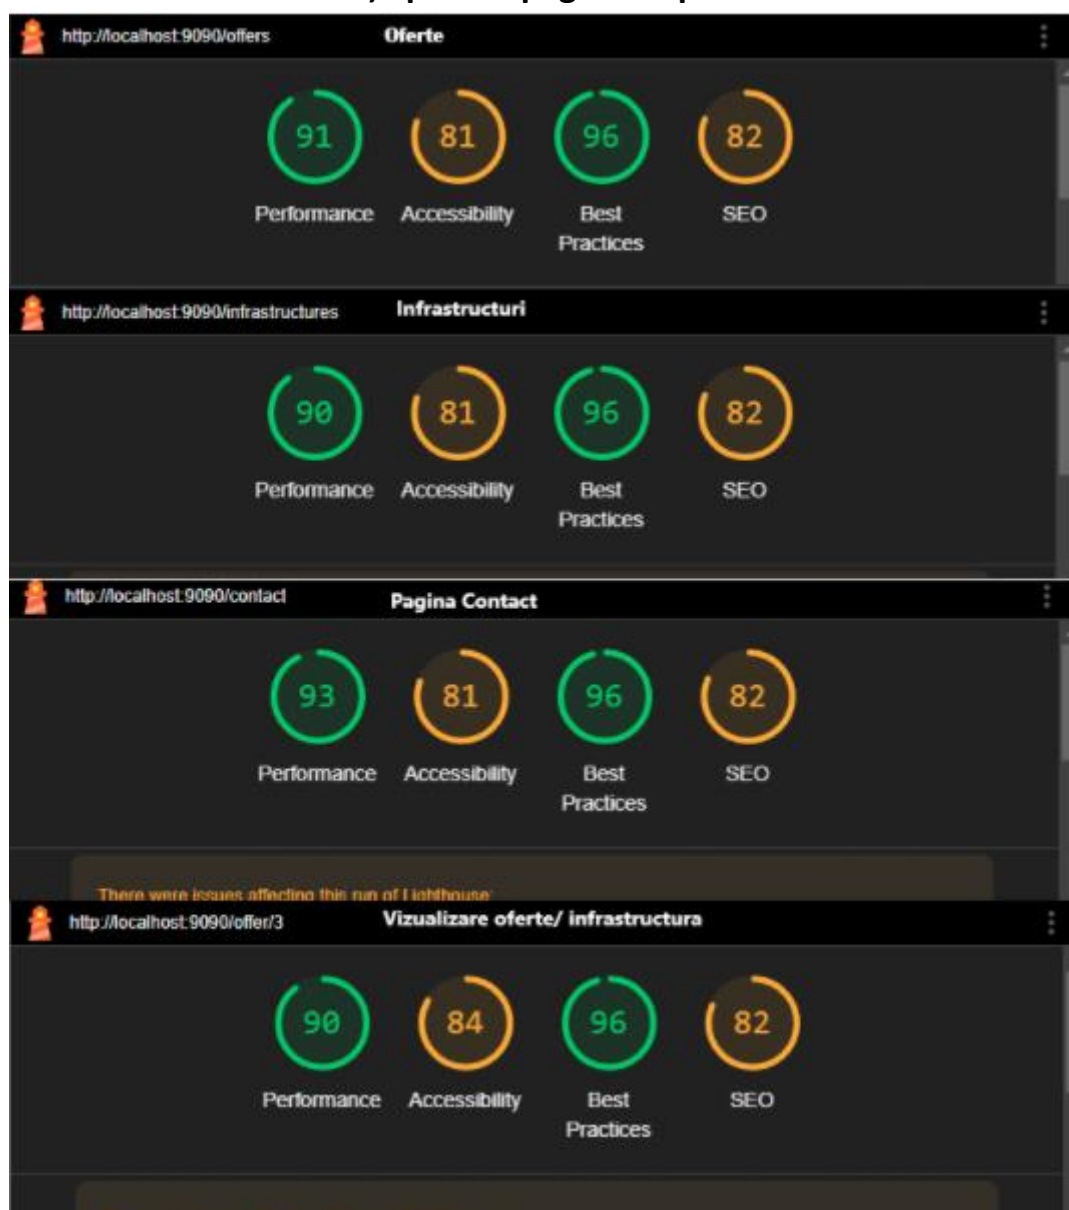 http://localhost:9090/offers Oferte
91 81 96 82
Performance Accessibility Best Practices SEO
http://localhost:9090/infrastructures Infrastructuri
90 81 96 82
Performance Accessibility Best Practices SEO
http://localhost:9090/contact Pagina Contact
93 81 96 82
Performance Accessibility Best Practices SEO
There were issues affecting this run of Lighthouse:
http://localhost:9090/offer/3 Vizualizare oferte/ infrastructura
90 84 96 82
Performance Accessibility Best Practices SEO